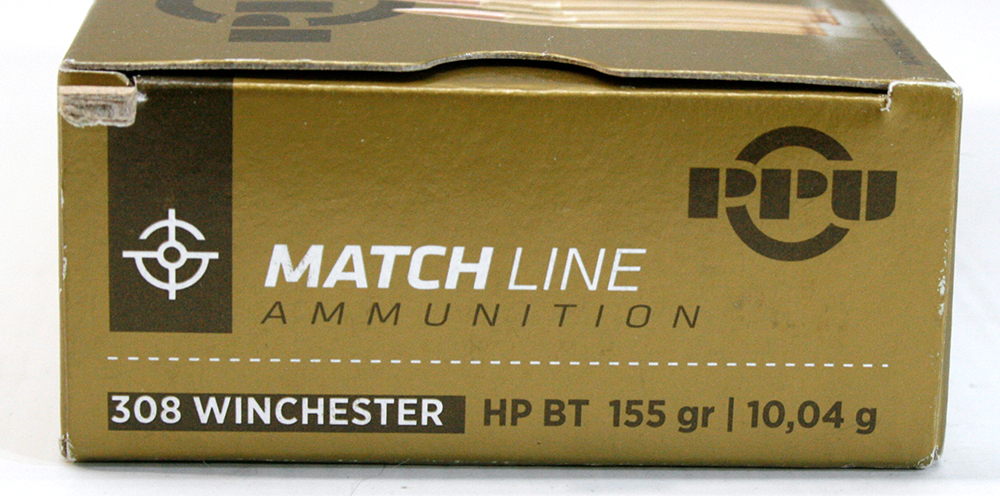 PPU
MATCH LINE
AMMUNITION
308 WINCHESTER HP BT 155 gr | 10,04 g